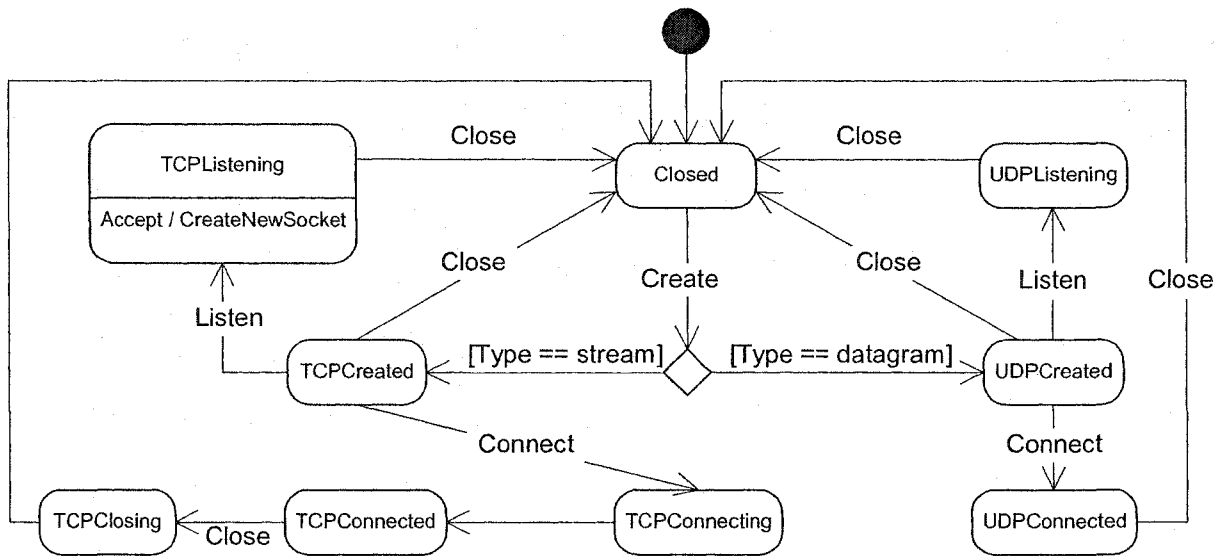 Close
Close
TCPListening
Closed
UDPListening
Accept / CreateNewSocket
Close
Create
Close
Listen
Close
Listen
[Type == stream]
[Type == datagram]
TCPCreated
UDPCreated
Connect
Connect
TCPClosing
Close
TCPConnected
TCPConnecting
UDPConnected